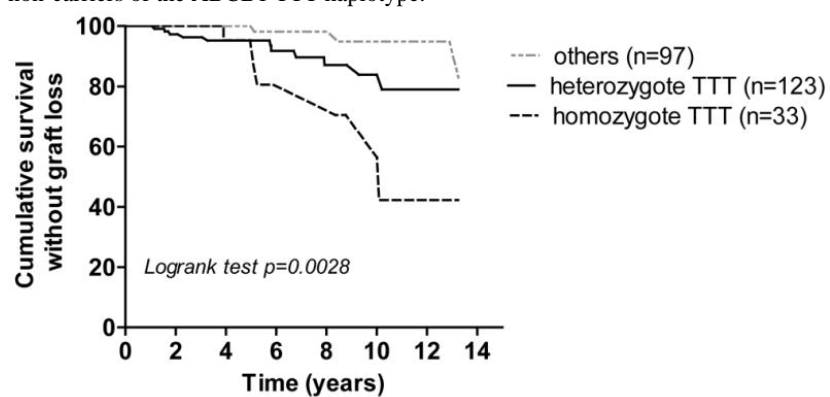 non-carriers of the ABCB1 TTT haplotype.
100
80
60
40
20
0
0 2 4 6 8 10 12 14
Cumulative survival
without graft loss
Time (years)
Logrank test p=0.0028
others (n=97)
heterozygote TTT (n=123)
homozygote TTT (n=33)